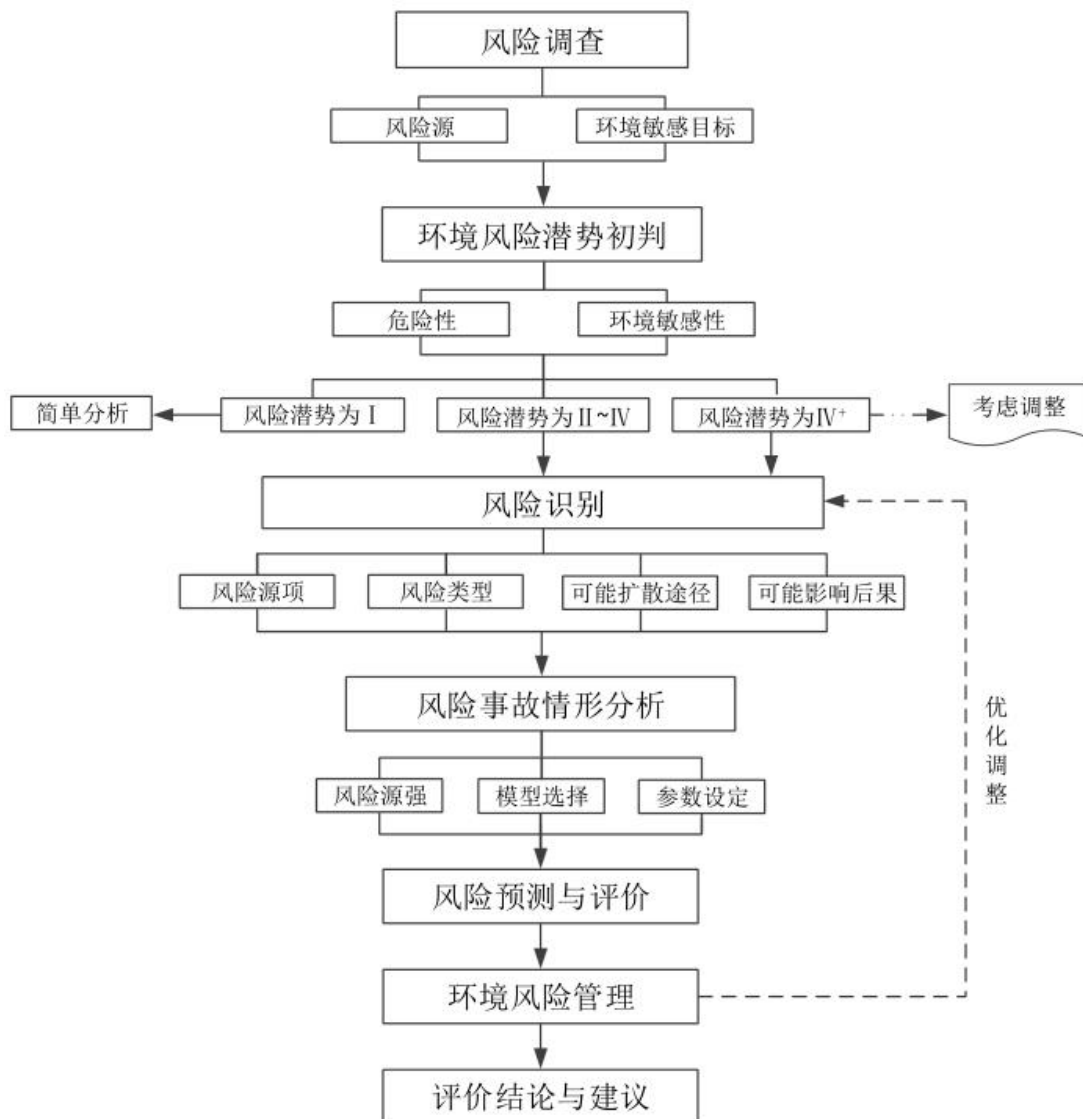 风险调查
风险源
环境敏感目标
环境风险潜势初判
危险性
环境敏感性
简单分析
风险潜势为Ⅰ
风险潜势为Ⅱ~Ⅳ
风险潜势为Ⅳ⁺
考虑调整
风险识别
风险源项
风险类型
可能扩散途径
可能影响后果
风险事故情形分析
优化调整
风险源强
模型选择
参数设定
风险预测与评价
环境风险管理
评价结论与建议